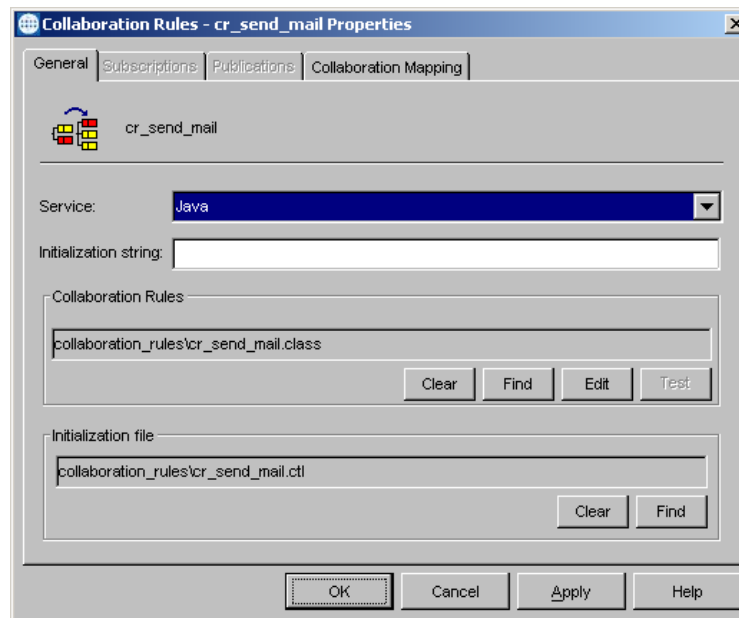 Collaboration Rules - cr_send_mail Properties
General Subscriptions Publications Collaboration Mapping
cr_send_mail
Service: Java
Initialization string:
Collaboration Rules
collaboration_rules\cr_send_mail.class
Clear Find Edit Test
Initialization file
collaboration_rules\cr_send_mail.ctl
Clear Find
OK Cancel Apply Help